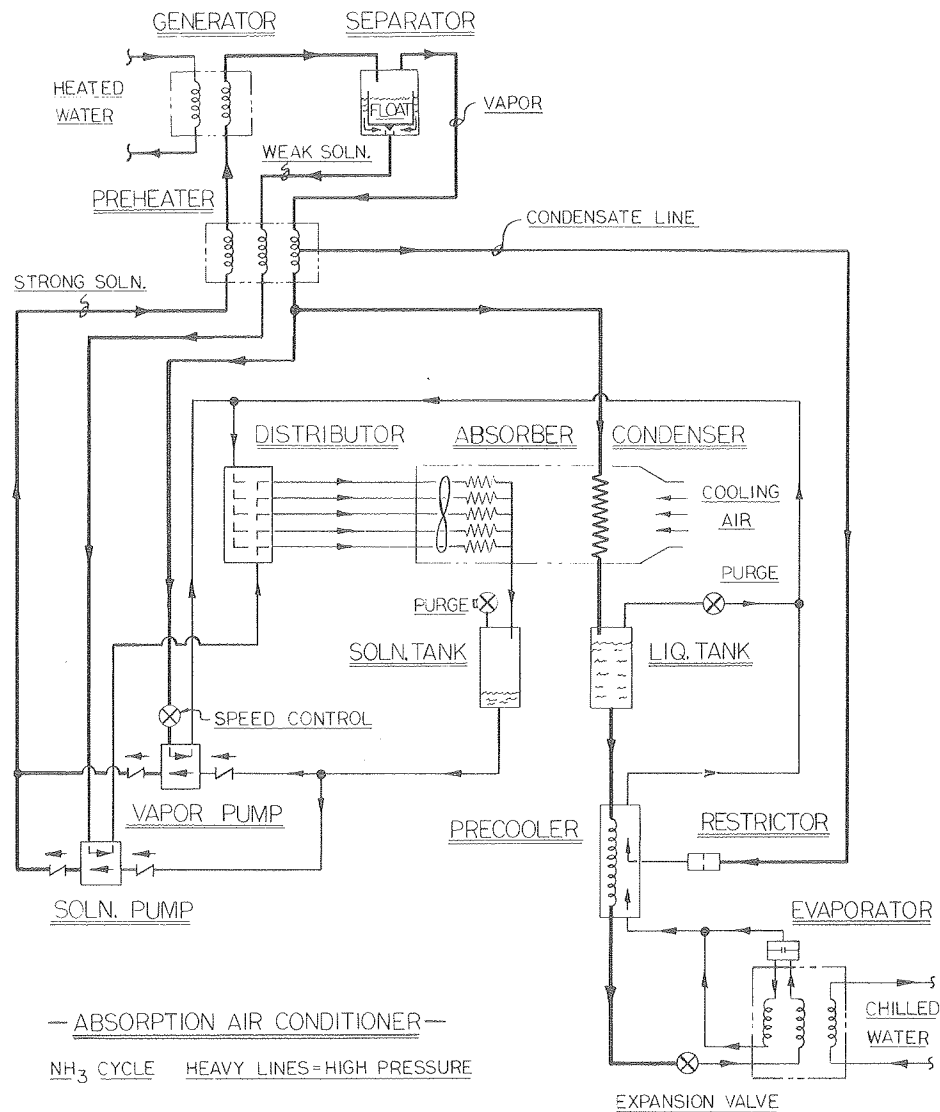 GENERATOR
SEPARATOR
HEATED
WATER
FLOAT
VAPOR
WEAK SOLN.
PREHEATER
CONDENSATE LINE
STRONG SOLN.
DISTRIBUTOR
ABSORBER
CONDENSER
COOLING
AIR
PURGE
PURGE
SOLN. TANK
LIQ. TANK
SPEED CONTROL
VAPOR PUMP
PRECOOLER
RESTRICTOR
SOLN. PUMP
EVAPORATOR
CHILLED
WATER
— ABSORPTION AIR CONDITIONER —
NH3 CYCLE HEAVY LINES = HIGH PRESSURE
EXPANSION VALVE